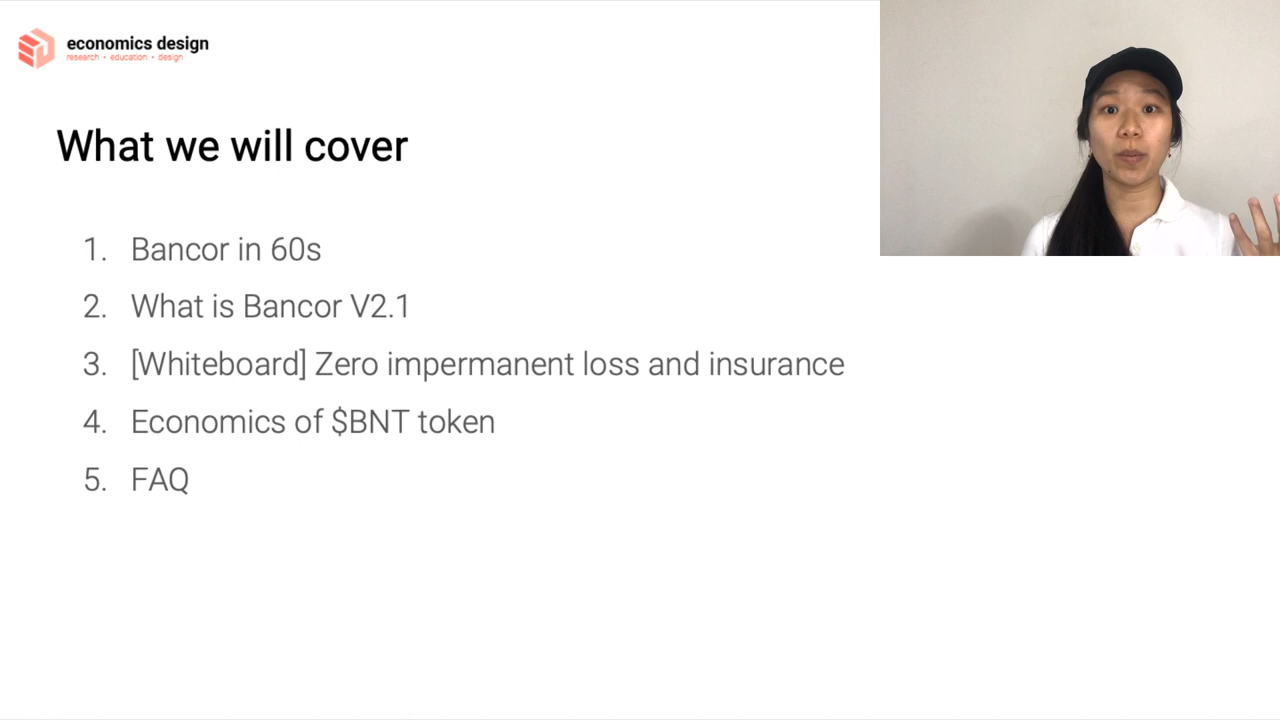 economics design
research • education • design
What we will cover
1. Bancor in 60s
2. What is Bancor V2.1
3. [Whiteboard] Zero impermanent loss and insurance
4. Economics of $BNT token
5. FAQ